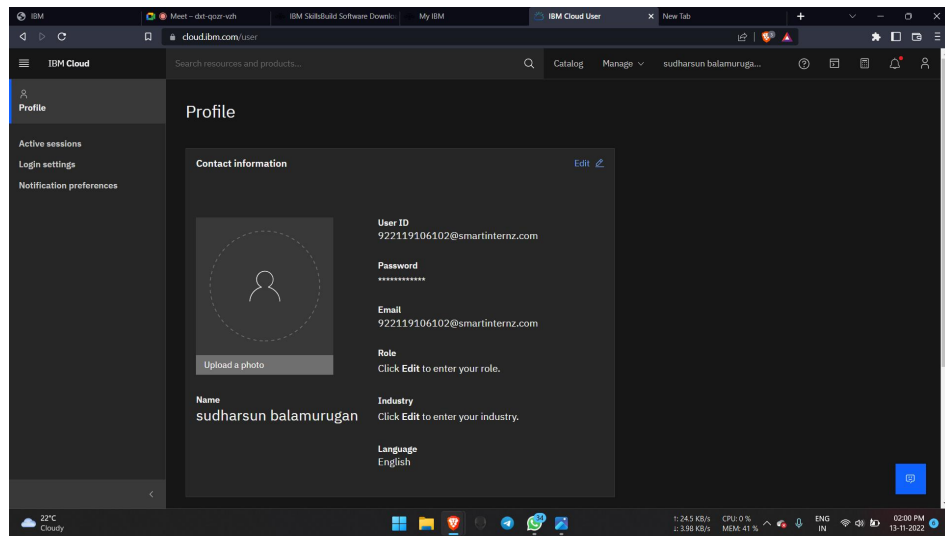 IBM
Meet – dxt-qozr-vzh
IBM SkillsBuild Software Downlo
My IBM
IBM Cloud User
New Tab
cloud.ibm.com/user
IBM Cloud
Search resources and products...
Catalog
Manage
sudharsun balamuruga...
Profile
Active sessions
Login settings
Notification preferences
Profile
Contact information
Edit
Upload a photo
Name
sudharsun balamurugan
User ID
922119106102@smartinternz.com
Password
************
Email
922119106102@smartinternz.com
Role
Click Edit to enter your role.
Industry
Click Edit to enter your industry.
Language
English
22°C
Cloudy
1: 24.5 KB/s
CPU: 0 %
1: 3.98 KB/s
MEM: 41 %
ENG
IN
02:00 PM
13-11-2022